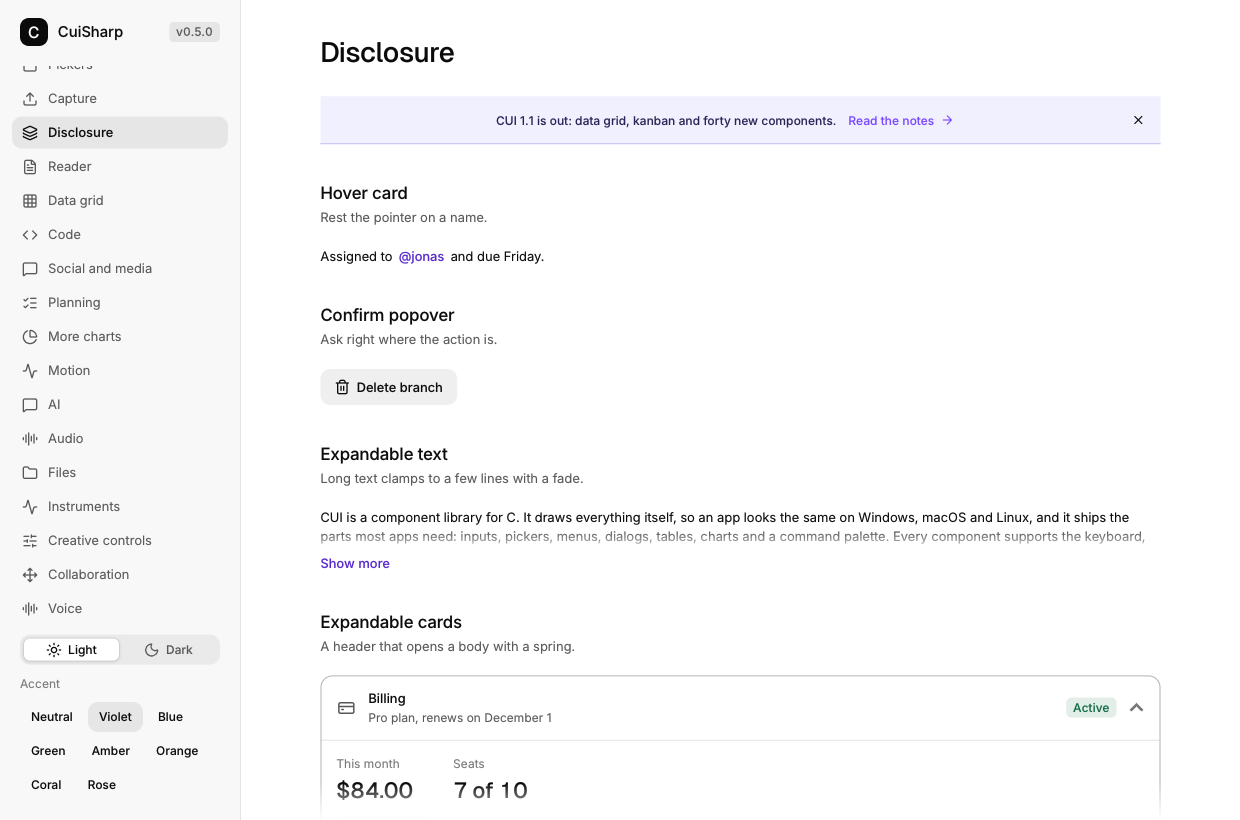 C CuiSharp v0.5.0
Pickers
Capture
Disclosure
Reader
Data grid
Code
Social and media
Planning
More charts
Motion
AI
Audio
Files
Instruments
Creative controls
Collaboration
Voice
Light Dark
Accent
Neutral Violet Blue
Green Amber Orange
Coral Rose
Disclosure
CUI 1.1 is out: data grid, kanban and forty new components. Read the notes
Hover card
Rest the pointer on a name.
Assigned to @jonas and due Friday.
Confirm popover
Ask right where the action is.
Delete branch
Expandable text
Long text clamps to a few lines with a fade.
CUI is a component library for C. It draws everything itself, so an app looks the same on Windows, macOS and Linux, and it ships the
parts most apps need: inputs, pickers, menus, dialogs, tables, charts and a command palette. Every component supports the keyboard,
Show more
Expandable cards
A header that opens a body with a spring.
Billing
Pro plan, renews on December 1
Active
This month Seats
$84.00 7 of 10